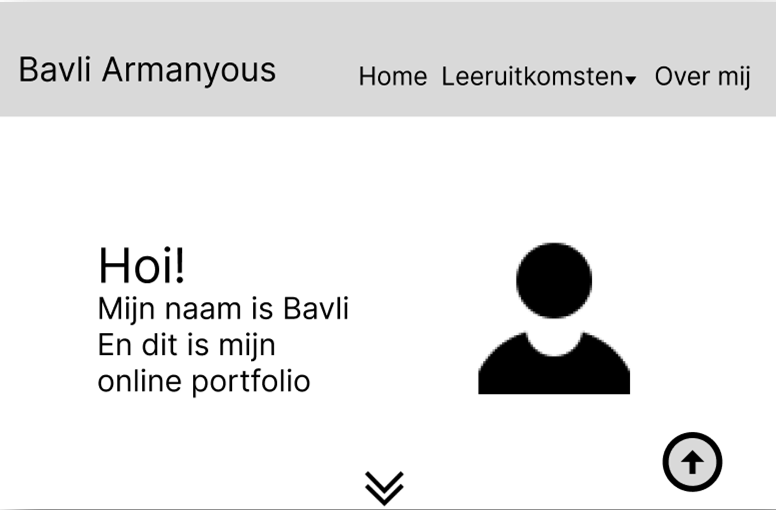 Bavli Armanyous
Home Leeruitkomsten Over mij
Hoi!
Mijn naam is Bavli
En dit is mijn
online portfolio